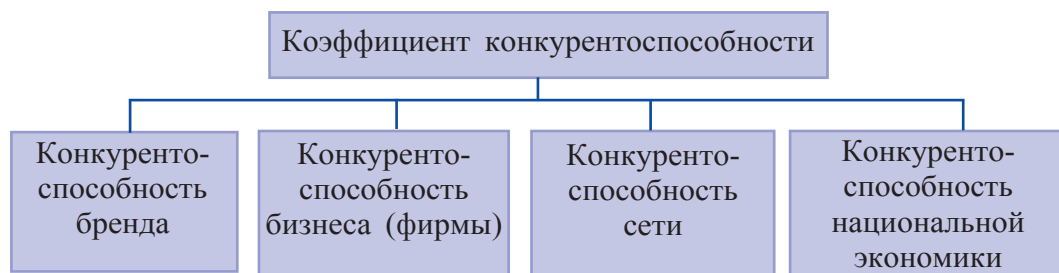 Коэффициент конкурентоспособности
Конкуренто-
способность
бренда
Конкуренто-
способность
бизнеса (фирмы)
Конкуренто-
способность
сети
Конкуренто-
способность
национальной
экономики